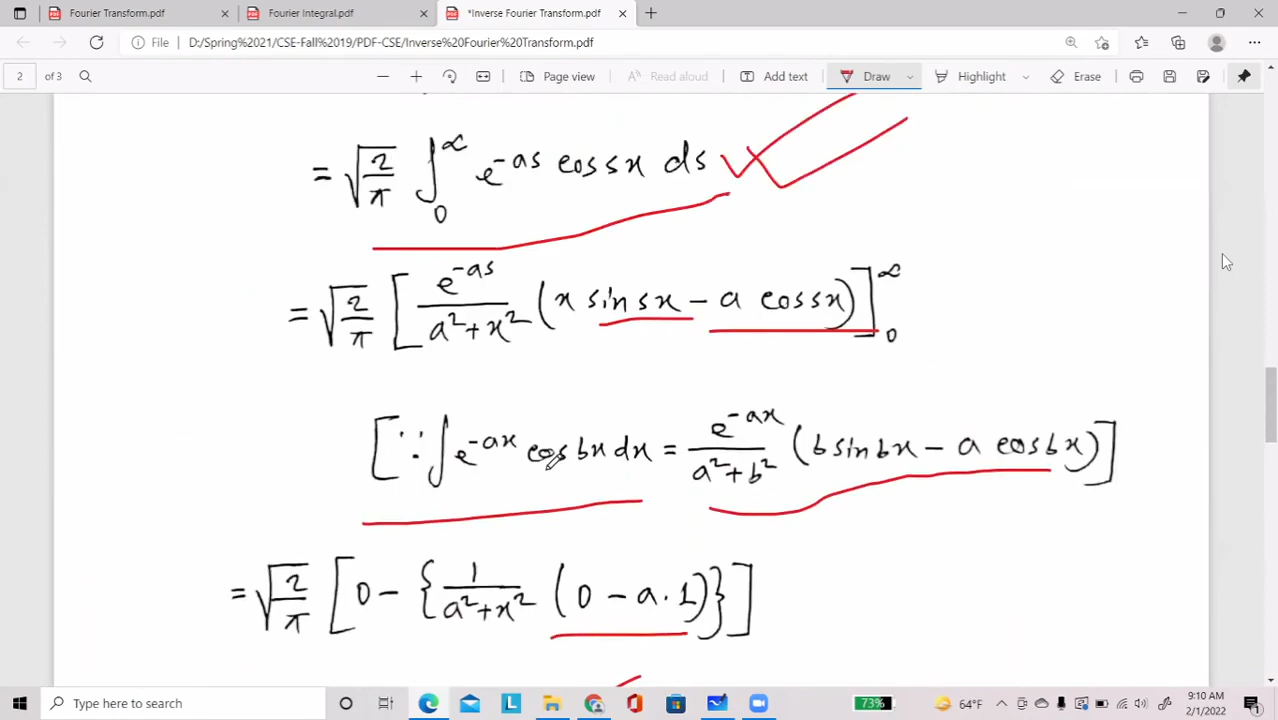 Fourier Transform.pdf
Fourier Integral.pdf
*Inverse Fourier Transform.pdf
File D:/Spring%2021/CSE-Fall%2019/PDF-CSE/Inverse%20Fourier%20Transform.pdf
2 of 3 Page view Read aloud Add text Draw Highlight Erase
= √(2/π) ∫₀^∞ e^(-as) cos sx ds
= √(2/π) [ e^(-as)/(a²+x²) (x sin sx - a cos sx) ]₀^∞
[ ∵ ∫ e^(-ax) cos bx dx = e^(-ax)/(a²+b²) (b sin bx - a cos bx) ]
= √(2/π) [ 0 - { 1/(a²+x²) (0 - a . 1) } ]
Type here to search
73%
64°F
9:10 AM
2/1/2022
1